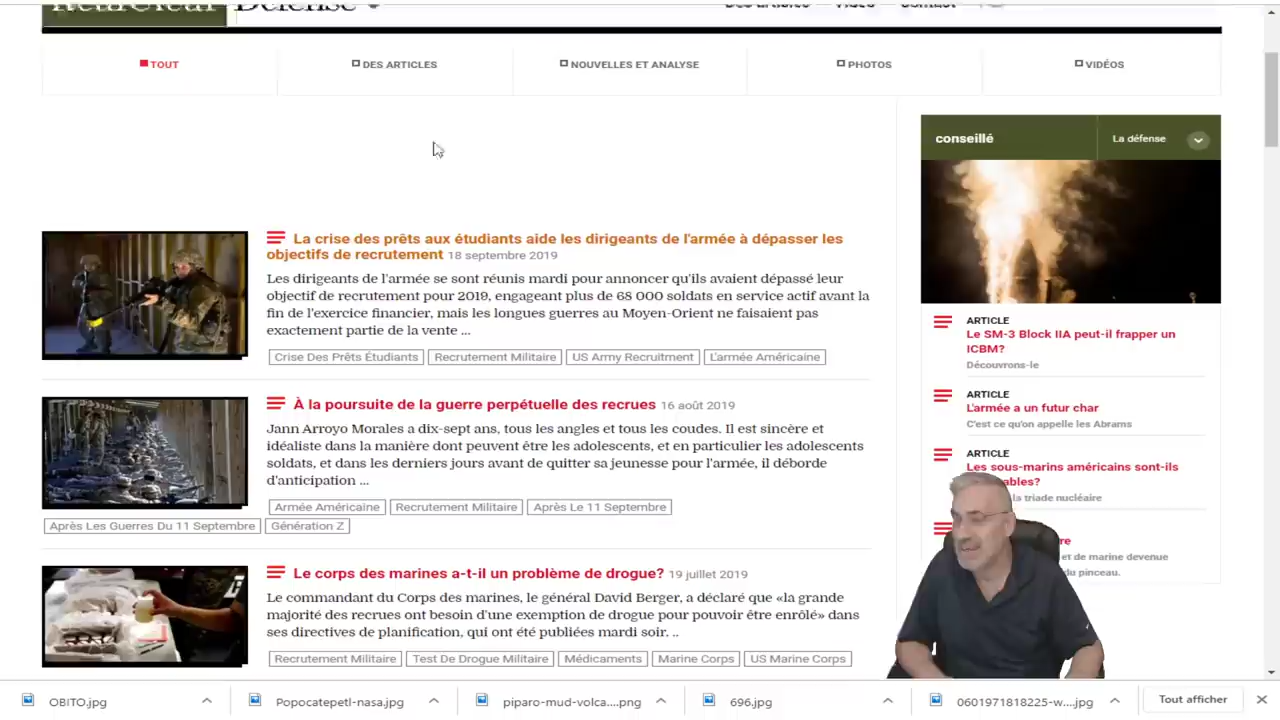 Défense
TOUT
DES ARTICLES
NOUVELLES ET ANALYSE
PHOTOS
VIDÉOS
La crise des prêts aux étudiants aide les dirigeants de l'armée à dépasser les
objectifs de recrutement 18 septembre 2019
Les dirigeants de l'armée se sont réunis mardi pour annoncer qu'ils avaient dépassé leur
objectif de recrutement pour 2019, engageant plus de 68 000 soldats en service actif avant la
fin de l'exercice financier, mais les longues guerres au Moyen-Orient ne faisaient pas
exactement partie de la vente ...
Crise Des Prêts Étudiants
Recrutement Militaire
US Army Recruitment
L'armée Américaine
À la poursuite de la guerre perpétuelle des recrues 16 août 2019
Jann Arroyo Morales a dix-sept ans, tous les angles et tous les coudes. Il est sincère et
idéaliste dans la manière dont peuvent être les adolescents, et en particulier les adolescents
soldats, et dans les derniers jours avant de quitter sa jeunesse pour l'armée, il déborde
d'anticipation ...
Armée Américaine
Recrutement Militaire
Après Le 11 Septembre
Après Les Guerres Du 11 Septembre
Génération Z
Le corps des marines a-t-il un problème de drogue? 19 juillet 2019
Le commandant du Corps des marines, le général David Berger, a déclaré que «la grande
majorité des recrues ont besoin d'une exemption de drogue pour pouvoir être enrôlé» dans
ses directives de planification, qui ont été publiées mardi soir. ..
Recrutement Militaire
Test De Drogue Militaire
Médicaments
Marine Corps
US Marine Corps
conseillé
La défense
ARTICLE
Le SM-3 Block IIA peut-il frapper un
ICBM?
Découvrons-le
ARTICLE
L'armée a un futur char
C'est ce qu'on appelle les Abrams
ARTICLE
Les sous-marins américains sont-ils
ables?
la triade nucléaire
re
et de marine devenue
du pinceau.
OBITO.jpg
Popocatepetl-nasa.jpg
piparo-mud-volca....png
696.jpg
0601971818225-w....jpg
Tout afficher